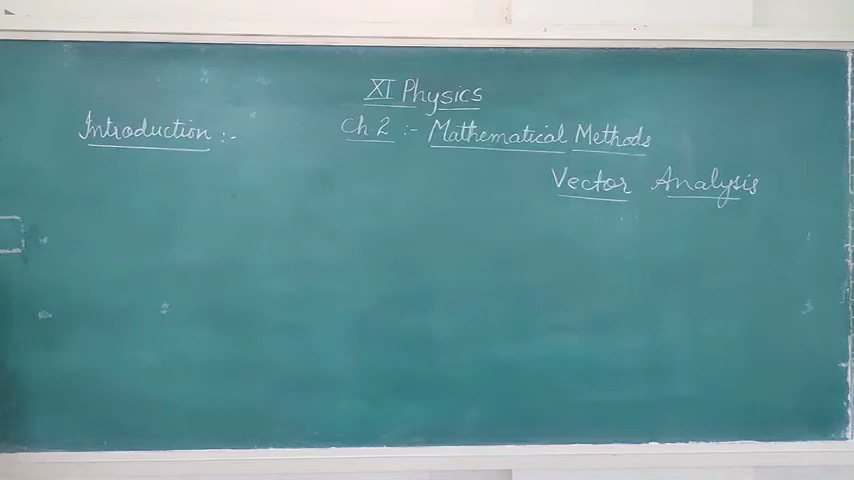 XI Physics
Introduction :-
Ch. 2 :- Mathematical Methods
Vector Analysis